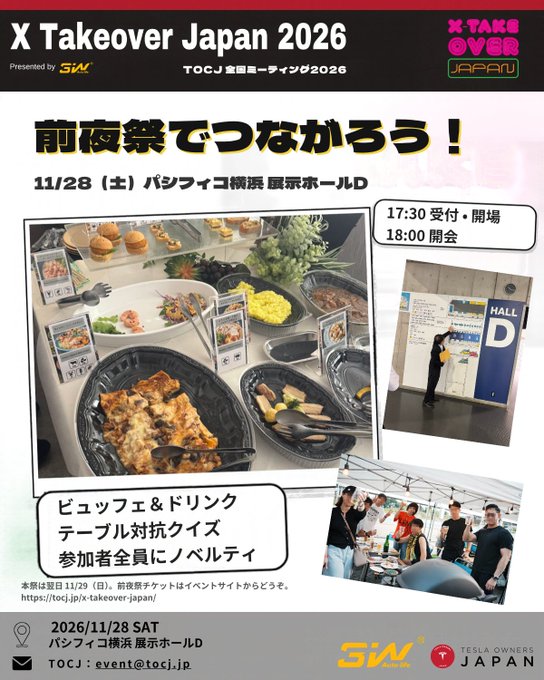 X Takeover Japan 2026
Presented by 3W
TOCJ 全国ミーティング2026
X-TAKE
OVER
JAPAN
前夜祭でつながろう！
11/28（土）パシフィコ横浜 展示ホールD
17:30 受付・開場
18:00 開会
HALL
D
ビュッフェ＆ドリンク
テーブル対抗クイズ
参加者全員にノベルティ
本祭は翌日 11/29（日）。前夜祭チケットはイベントサイトからどうぞ。
https://tocj.jp/x-takeover-japan/
2026/11/28 SAT
パシフィコ横浜 展示ホールD
TOCJ：event@tocj.jp
3W
Auto life
TESLA OWNERS
JAPAN